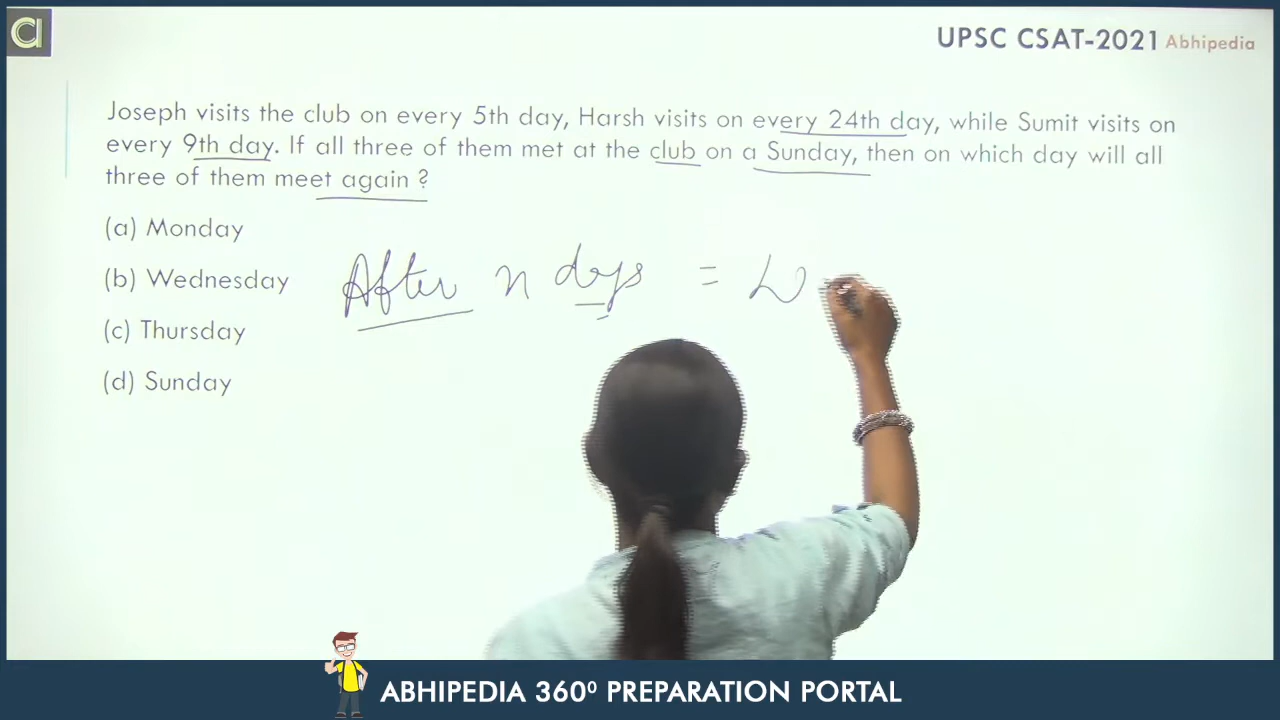 UPSC CSAT-2021 Abhipedia
Joseph visits the club on every 5th day, Harsh visits on every 24th day, while Sumit visits on
every 9th day. If all three of them met at the club on a Sunday, then on which day will all
three of them meet again ?
(a) Monday
(b) Wednesday
After n days =
(c) Thursday
(d) Sunday
ABHIPEDIA 360⁰ PREPARATION PORTAL